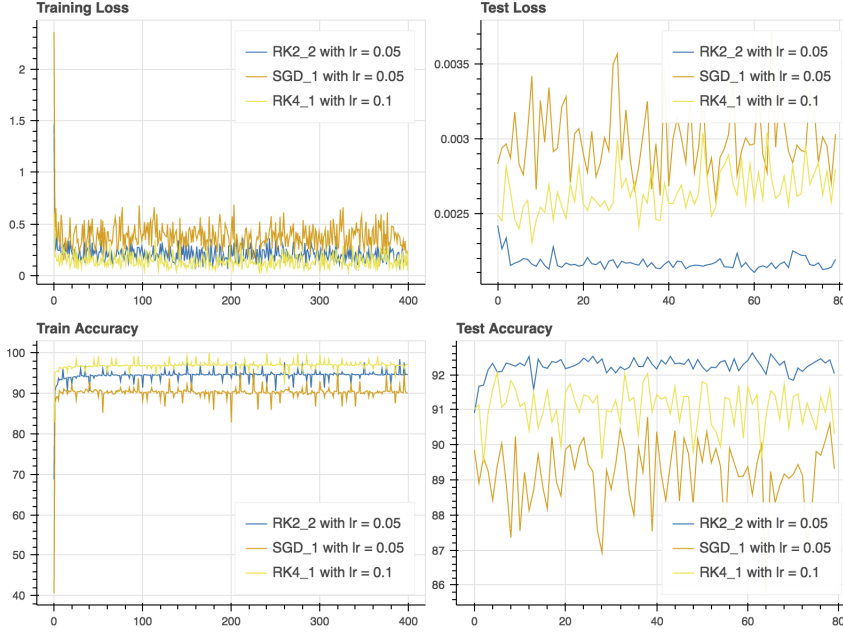 Training Loss
2
1.5
1
0.5
0
0
100
200
300
400
RK2_2 with lr = 0.05
SGD_1 with lr = 0.05
RK4_1 with lr = 0.1
Test Loss
0.0035
0.003
0.0025
0
20
40
60
80
RK2_2 with lr = 0.05
SGD_1 with lr = 0.05
RK4_1 with lr = 0.1
Train Accuracy
100
90
80
70
60
50
40
0
100
200
300
400
RK2_2 with lr = 0.05
SGD_1 with lr = 0.05
RK4_1 with lr = 0.1
Test Accuracy
92
91
90
89
88
87
86
0
20
40
60
80
RK2_2 with lr = 0.05
SGD_1 with lr = 0.05
RK4_1 with lr = 0.1